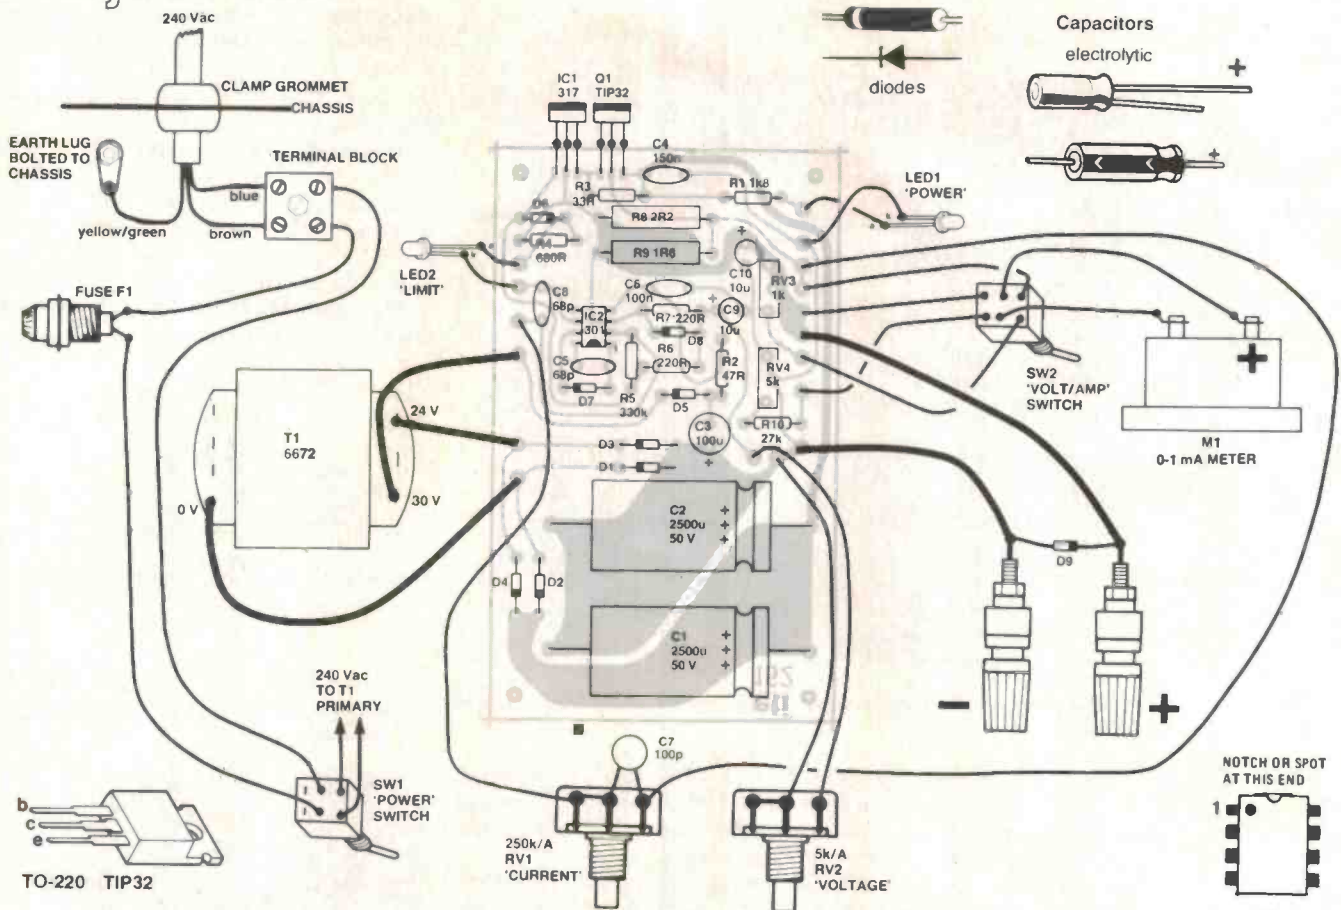 240 Vac
CLAMP GROMMET
CHASSIS
EARTH LUG
BOLTED TO
CHASSIS
TERMINAL BLOCK
blue
brown
yellow/green
FUSE F1
T1
6672
24 V
30 V
0 V
240 Vac
TO T1
PRIMARY
SW1
'POWER'
SWITCH
b
c
e
TO-220 TIP32
diodes
Capacitors
electrolytic
+
+
IC1
317
Q1
TIP32
C4
150n
R3
33R
R1 1k8
R8 2R2
R9 1R6
D6
R4
680R
LED2
'LIMIT'
LED1
'POWER'
+
C10
10u
RV3
1k
C8
68p
C6
100n
IC2
301
R7 220R
D8
+
C9
10u
R6
220R
R2
47R
RV4
5k
C5
68p
D7
R5
330k
D5
C3
100u
+
R10
27k
D3
D1
C2
2500u
50 V
+
+
+
D4
D2
C1
2500u
50 V
+
+
+
eti
162
SW2
'VOLT/AMP'
SWITCH
+
M1
0-1 mA METER
D9
-
+
C7
100p
250k/A
RV1
'CURRENT'
5k/A
RV2
'VOLTAGE'
NOTCH OR SPOT
AT THIS END
1